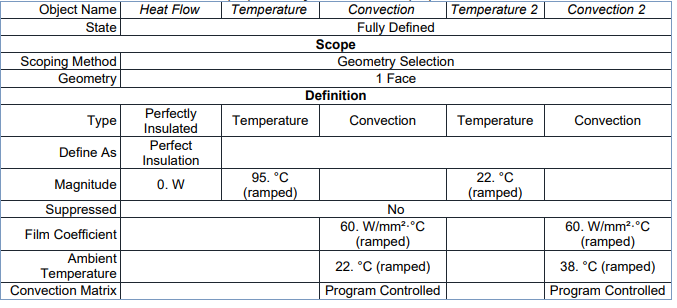 Object Name Heat Flow Temperature Convection Temperature 2 Convection 2
State Fully Defined
Scope
Scoping Method Geometry Selection
Geometry 1 Face
Definition
Type Perfectly Insulated Temperature Convection Temperature Convection
Define As Perfect Insulation
Magnitude 0. W 95. °C (ramped) 22. °C (ramped)
Suppressed No
Film Coefficient 60. W/mm²·°C (ramped) 60. W/mm²·°C (ramped)
Ambient Temperature 22. °C (ramped) 38. °C (ramped)
Convection Matrix Program Controlled Program Controlled